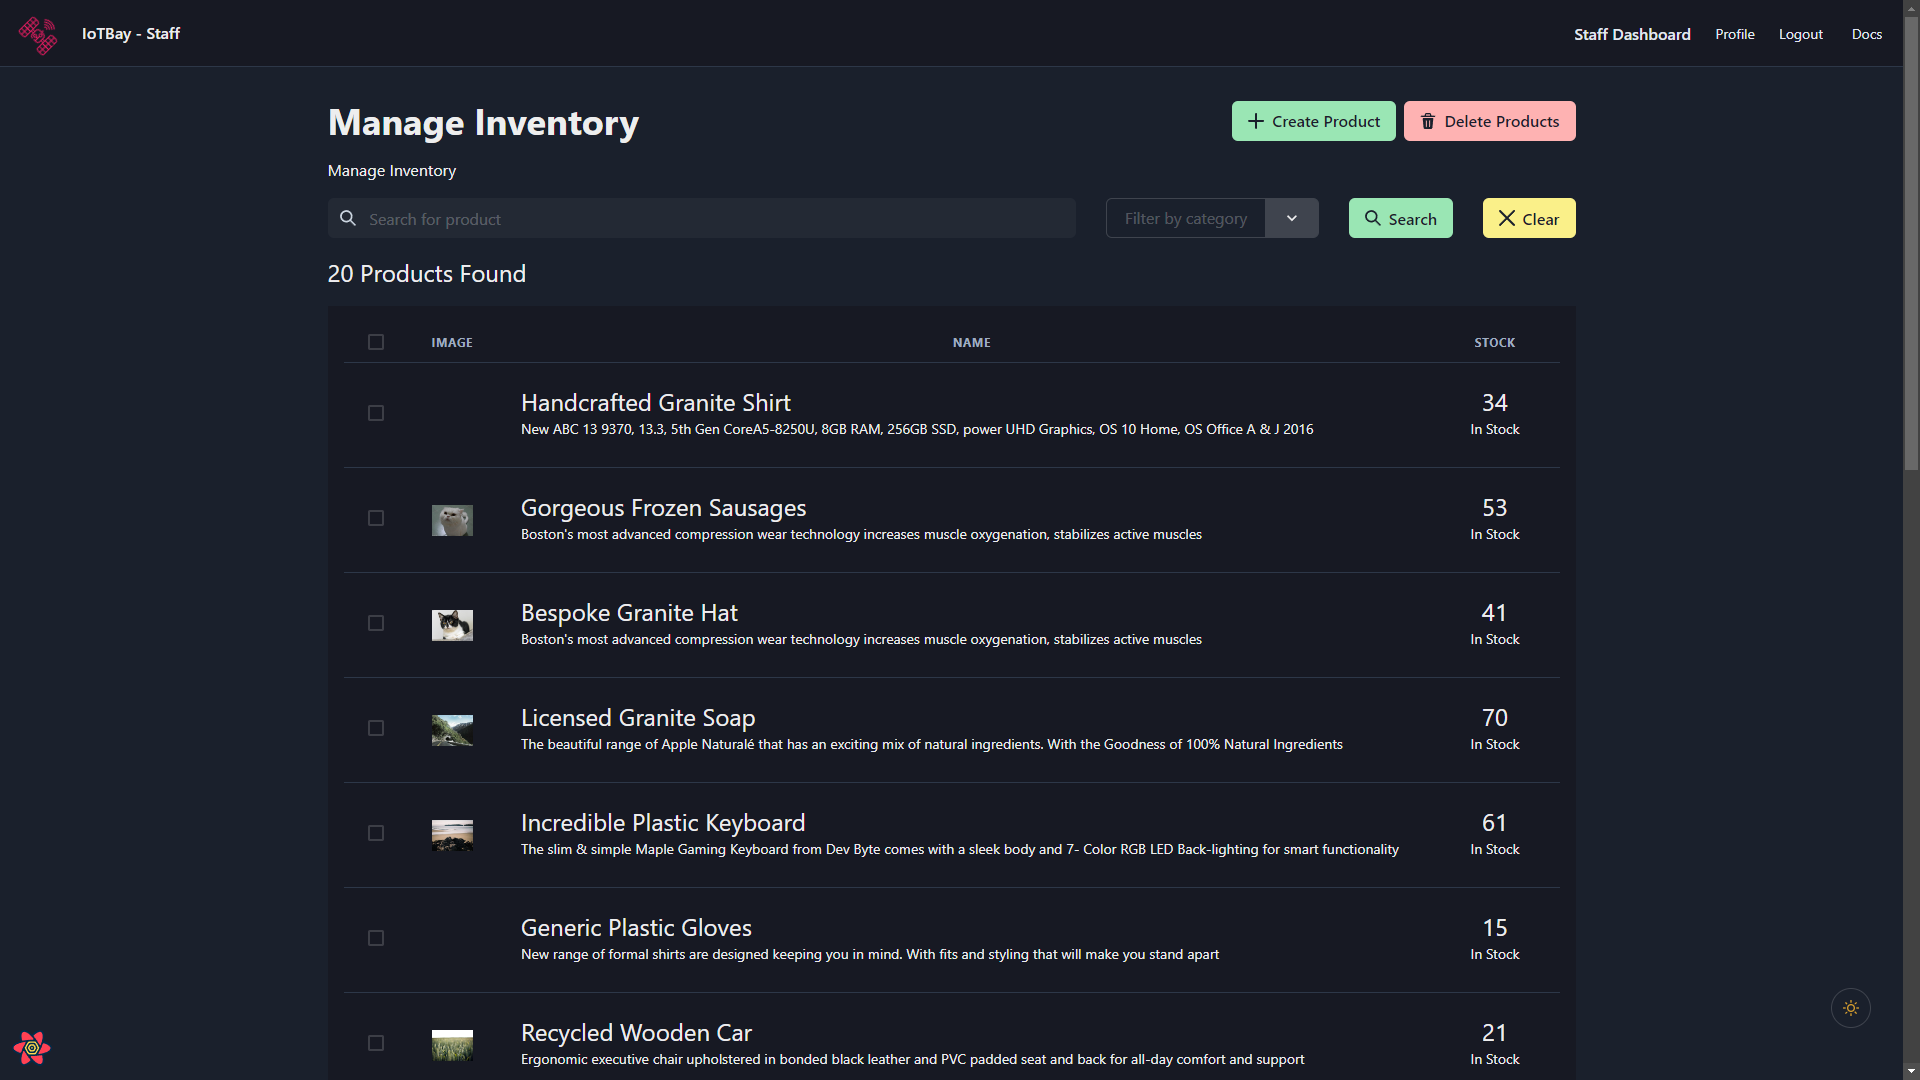 IoTBay - Staff
Staff Dashboard
Profile
Logout
Docs
Manage Inventory
Create Product
Delete Products
Manage Inventory
Search for product
Filter by category
Search
Clear
20 Products Found
IMAGE
NAME
STOCK
Handcrafted Granite Shirt
34
New ABC 13 9370, 13.3, 5th Gen CoreA5-8250U, 8GB RAM, 256GB SSD, power UHD Graphics, OS 10 Home, OS Office A & J 2016
In Stock
Gorgeous Frozen Sausages
53
Boston's most advanced compression wear technology increases muscle oxygenation, stabilizes active muscles
In Stock
Bespoke Granite Hat
41
Boston's most advanced compression wear technology increases muscle oxygenation, stabilizes active muscles
In Stock
Licensed Granite Soap
70
The beautiful range of Apple Naturalé that has an exciting mix of natural ingredients. With the Goodness of 100% Natural Ingredients
In Stock
Incredible Plastic Keyboard
61
The slim & simple Maple Gaming Keyboard from Dev Byte comes with a sleek body and 7- Color RGB LED Back-lighting for smart functionality
In Stock
Generic Plastic Gloves
15
New range of formal shirts are designed keeping you in mind. With fits and styling that will make you stand apart
In Stock
Recycled Wooden Car
21
Ergonomic executive chair upholstered in bonded black leather and PVC padded seat and back for all-day comfort and support
In Stock